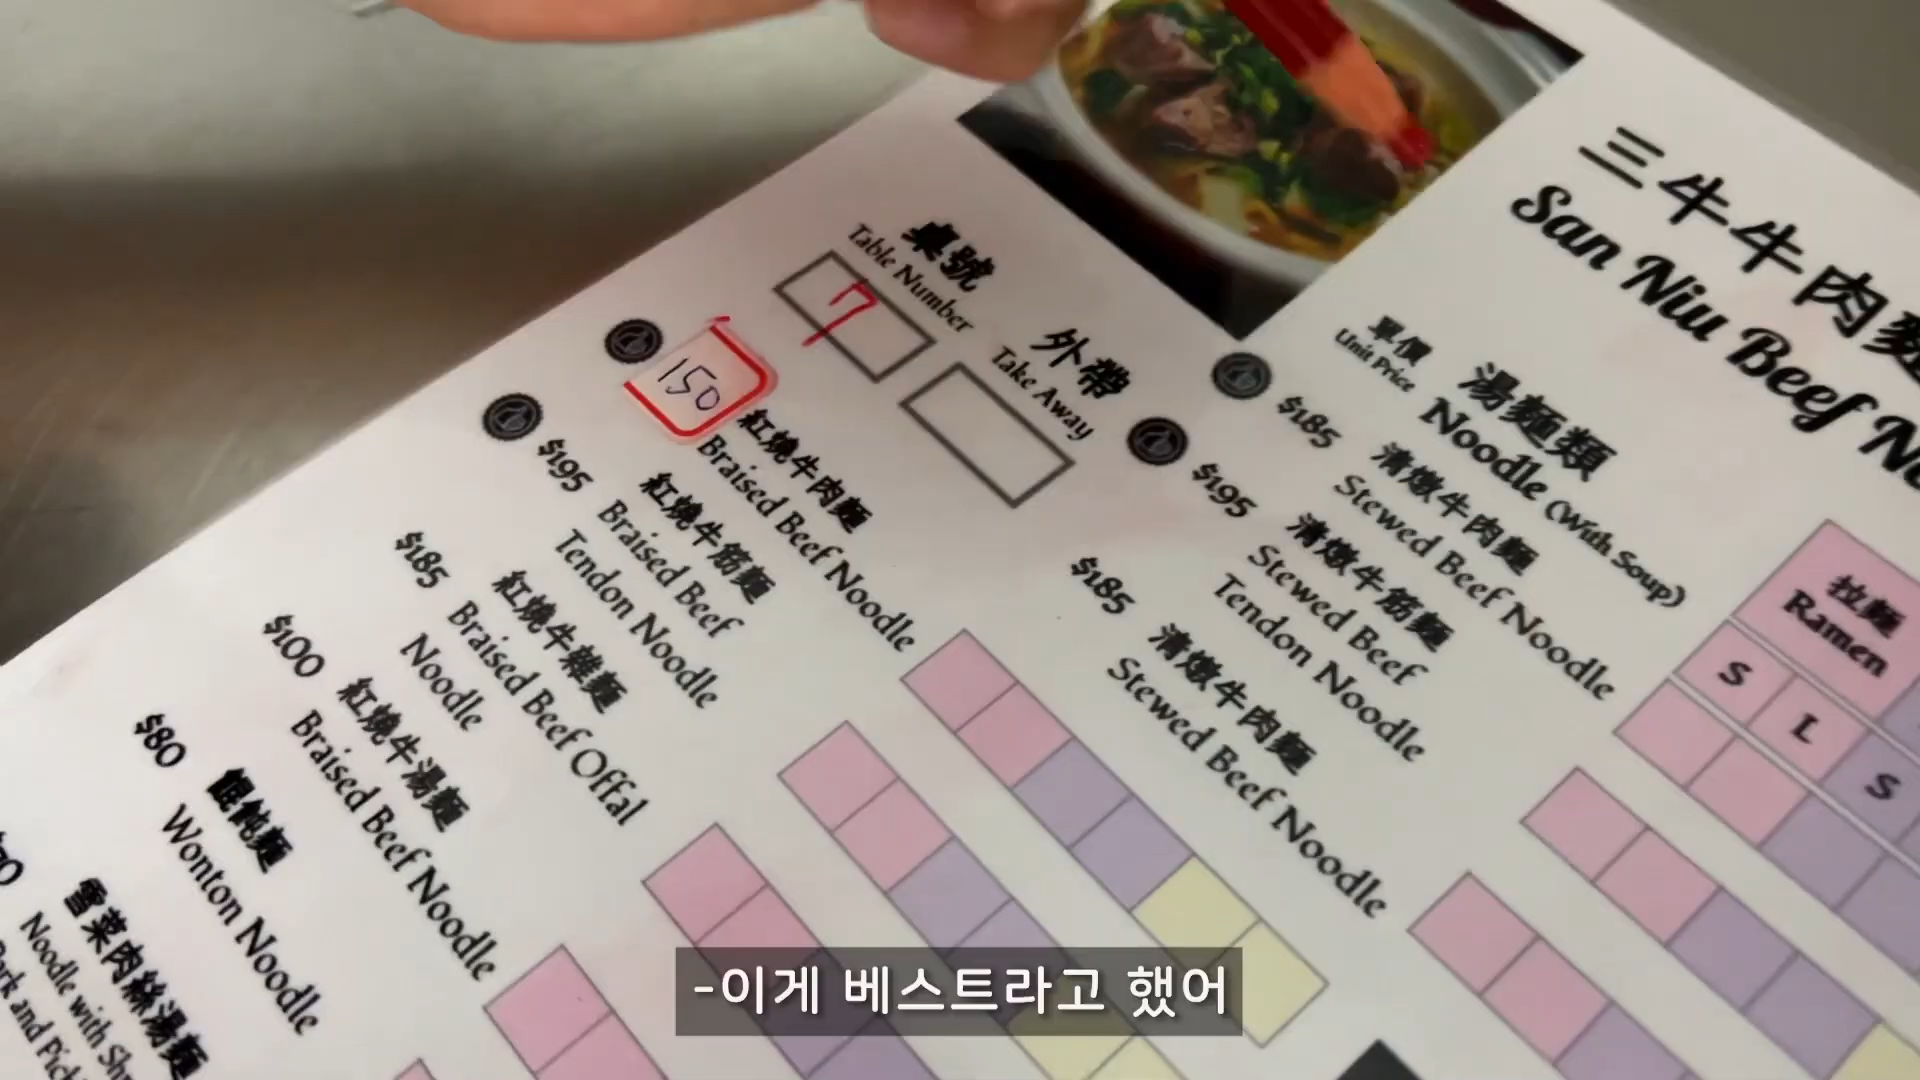 三牛牛肉麵
San Niu Beef
桌號
Table Number
7
外帶
Take Away
150
紅燒牛肉麵
Braised Beef Noodle
$195
紅燒牛筋麵
Braised Beef
Tendon Noodle
$185
紅燒牛雜麵
Braised Beef Offal
Noodle
$100
紅燒牛湯麵
Braised Beef Noodle
$80
餛飩麵
Wonton Noodle
雪菜肉絲湯麵
Noodle with
單價
Unit Price
湯麵類
Noodle (With Soup)
$185
清燉牛肉麵
Stewed Beef Noodle
$195
清燉牛筋麵
Stewed Beef
Tendon Noodle
$185
清燉牛肉麵
Stewed Beef Noodle
拉麵
Ramen
S L S
-이게 베스트라고 했어